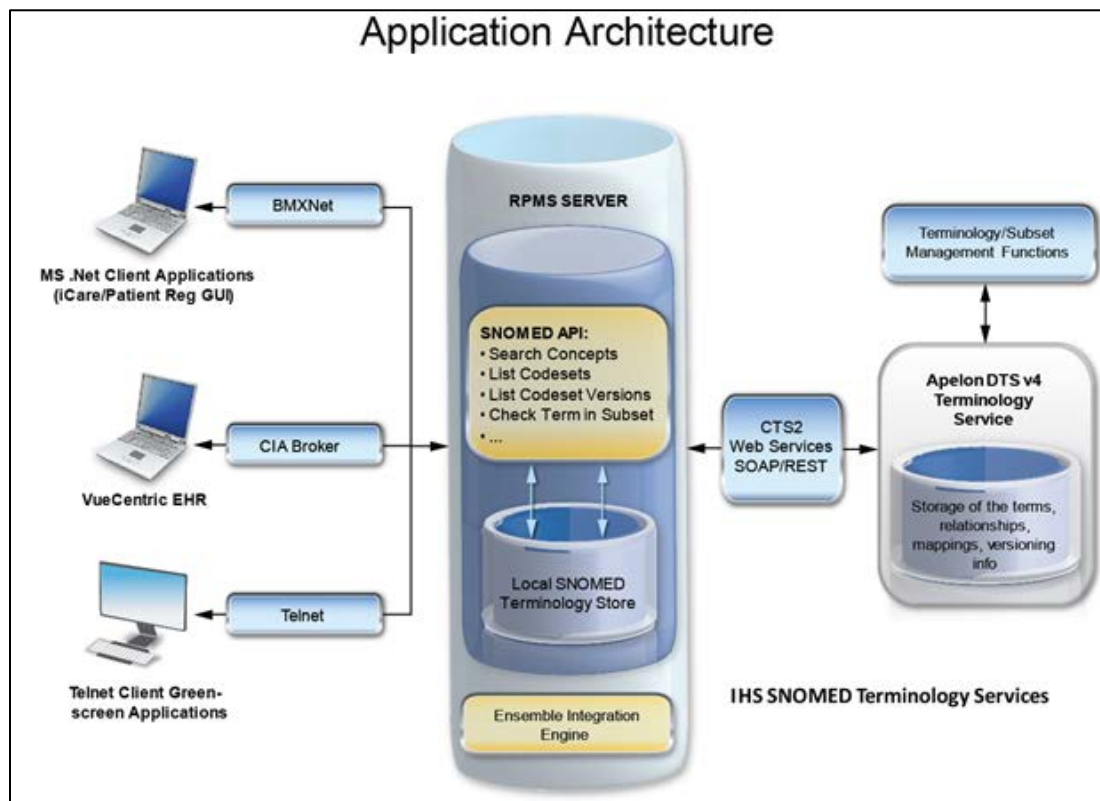 Application Architecture
BMXNet
MS .Net Client Applications
(iCare/Patient Reg GUI)
CIA Broker
VueCentric EHR
Telnet
Telnet Client Green-
screen Applications
RPMS SERVER
SNOMED API:
• Search Concepts
• List Codesets
• List Codeset Versions
• Check Term in Subset
• ...
Local SNOMED
Terminology Store
Ensemble Integration
Engine
CTS2
Web Services
SOAP/REST
Terminology/Subset
Management Functions
Apelon DTS v4
Terminology
Service
Storage of the terms,
relationships,
mappings, versioning
info
IHS SNOMED Terminology Services